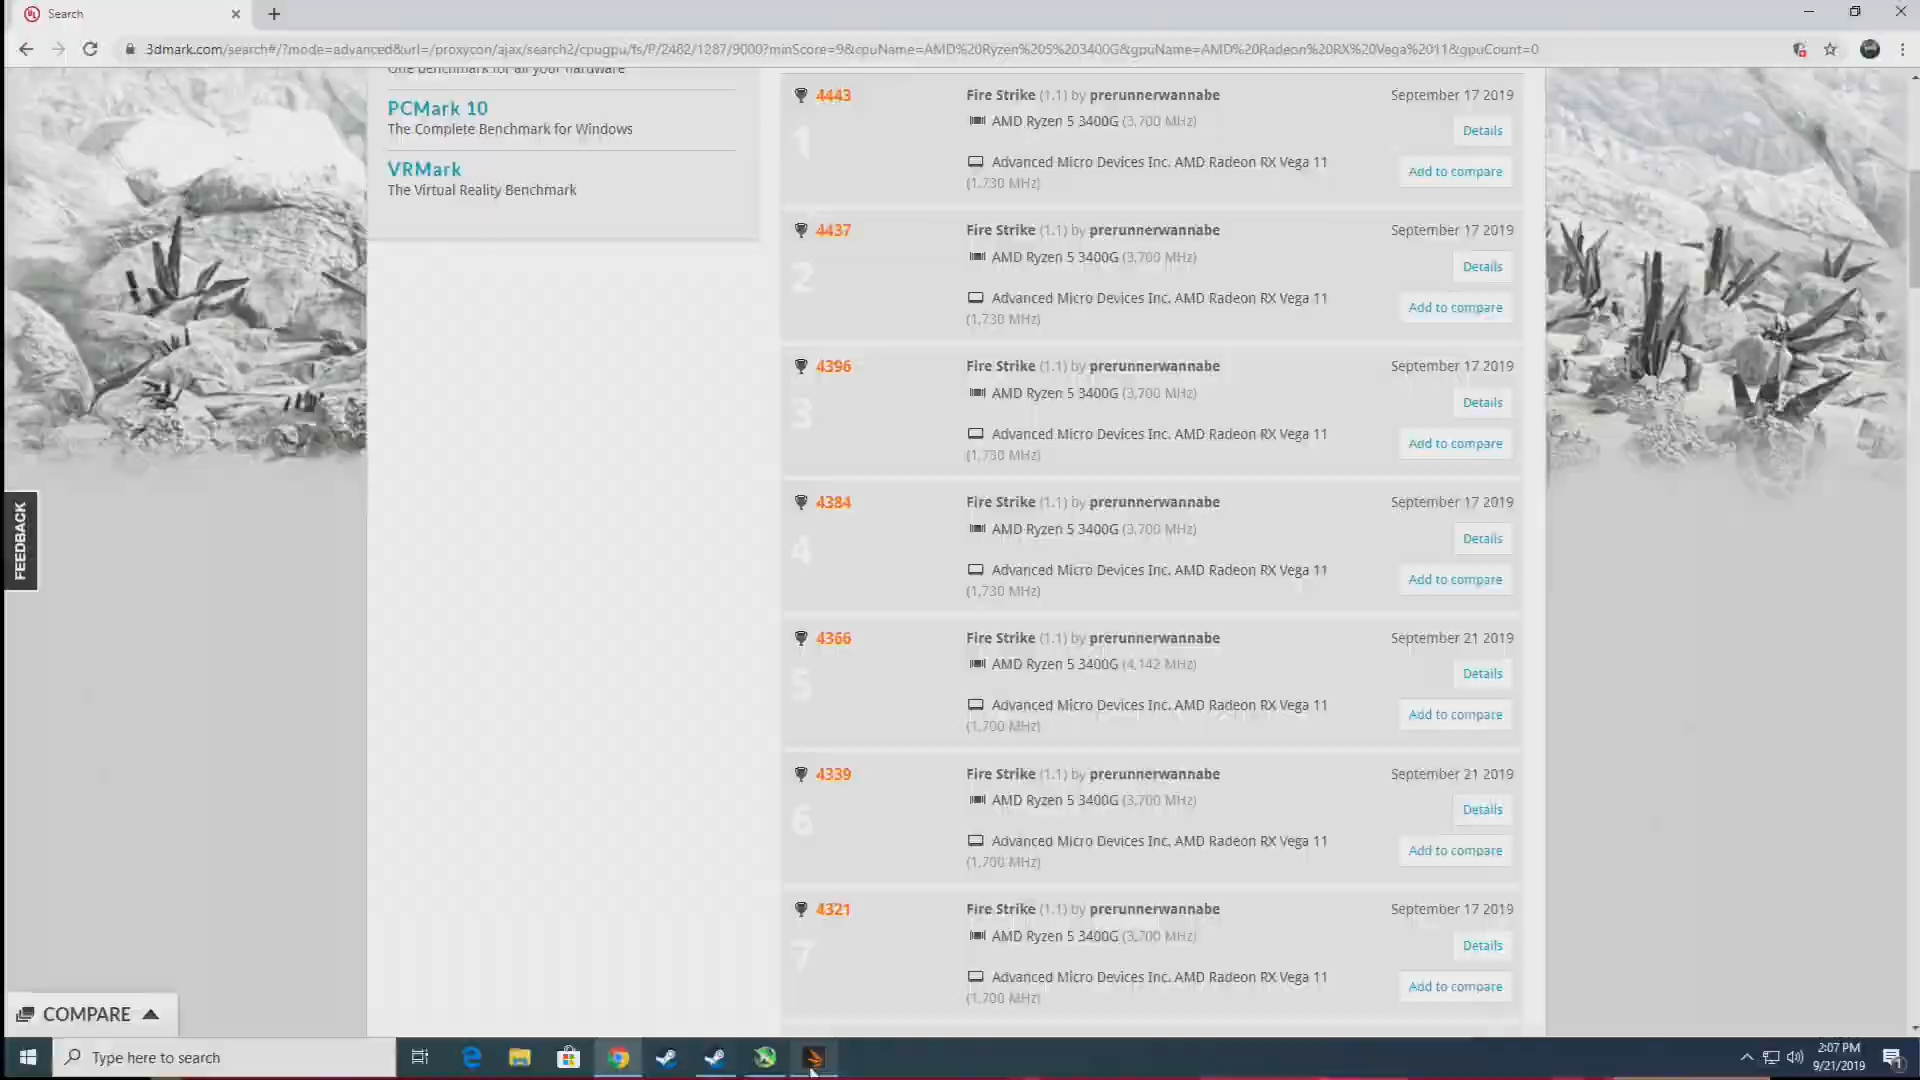 Search
3dmark.com/search#/?mode=advanced&url=/proxycon/ajax/search2/cpugpu/fs/P/2482/1287/9000?minScore=9&cpuName=AMD%20Ryzen%205%203400G&gpuName=AMD%20Radeon%20RX%20Vega%2011&gpuCount=0
One benchmark for all your hardware
PCMark 10
The Complete Benchmark for Windows
VRMark
The Virtual Reality Benchmark
4443 Fire Strike (1.1) by prerunnerwannabe September 17 2019
1 AMD Ryzen 5 3400G (3,700 MHz) Details
Advanced Micro Devices Inc. AMD Radeon RX Vega 11 Add to compare
(1,730 MHz)
4437 Fire Strike (1.1) by prerunnerwannabe September 17 2019
2 AMD Ryzen 5 3400G (3,700 MHz) Details
Advanced Micro Devices Inc. AMD Radeon RX Vega 11 Add to compare
(1,730 MHz)
4396 Fire Strike (1.1) by prerunnerwannabe September 17 2019
3 AMD Ryzen 5 3400G (3,700 MHz) Details
Advanced Micro Devices Inc. AMD Radeon RX Vega 11 Add to compare
(1,730 MHz)
4384 Fire Strike (1.1) by prerunnerwannabe September 17 2019
4 AMD Ryzen 5 3400G (3,700 MHz) Details
Advanced Micro Devices Inc. AMD Radeon RX Vega 11 Add to compare
(1,730 MHz)
4366 Fire Strike (1.1) by prerunnerwannabe September 21 2019
5 AMD Ryzen 5 3400G (4,142 MHz) Details
Advanced Micro Devices Inc. AMD Radeon RX Vega 11 Add to compare
(1,700 MHz)
4339 Fire Strike (1.1) by prerunnerwannabe September 21 2019
6 AMD Ryzen 5 3400G (3,700 MHz) Details
Advanced Micro Devices Inc. AMD Radeon RX Vega 11 Add to compare
(1,700 MHz)
4321 Fire Strike (1.1) by prerunnerwannabe September 17 2019
7 AMD Ryzen 5 3400G (3,700 MHz) Details
Advanced Micro Devices Inc. AMD Radeon RX Vega 11 Add to compare
(1,700 MHz)
FEEDBACK
COMPARE
Type here to search
2:07 PM
9/21/2019
1